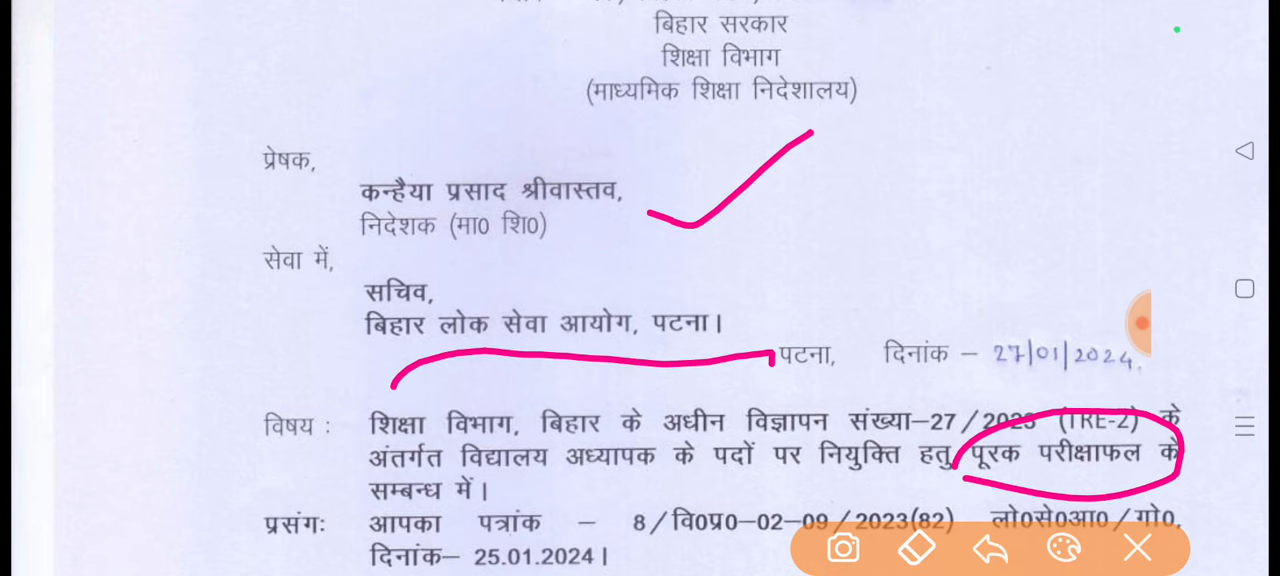 बिहार सरकार
शिक्षा विभाग
(माध्यमिक शिक्षा निदेशालय)
प्रेषक,
कन्हैया प्रसाद श्रीवास्तव,
निदेशक (मा0 शि0)
सेवा में,
सचिव,
बिहार लोक सेवा आयोग, पटना।
पटना, दिनांक – 27/01/2024.
विषय : शिक्षा विभाग, बिहार के अधीन विज्ञापन संख्या–27/2023 (TRE-2) के
अंतर्गत विद्यालय अध्यापक के पदों पर नियुक्ति हेतु पूरक परीक्षाफल के
सम्बन्ध में।
प्रसंग: आपका पत्रांक – 8/वि0प्र0–02–09/2023(82) लो0से0आ0/गो0,
दिनांक– 25.01.2024।